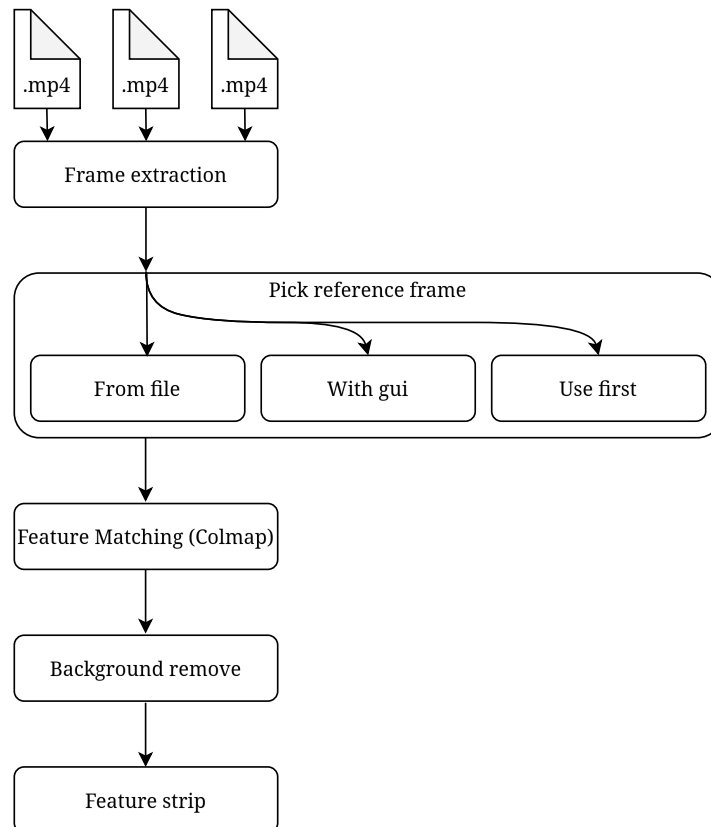 .mp4
.mp4
.mp4
Frame extraction
Pick reference frame
From file
With gui
Use first
Feature Matching (Colmap)
Background remove
Feature strip